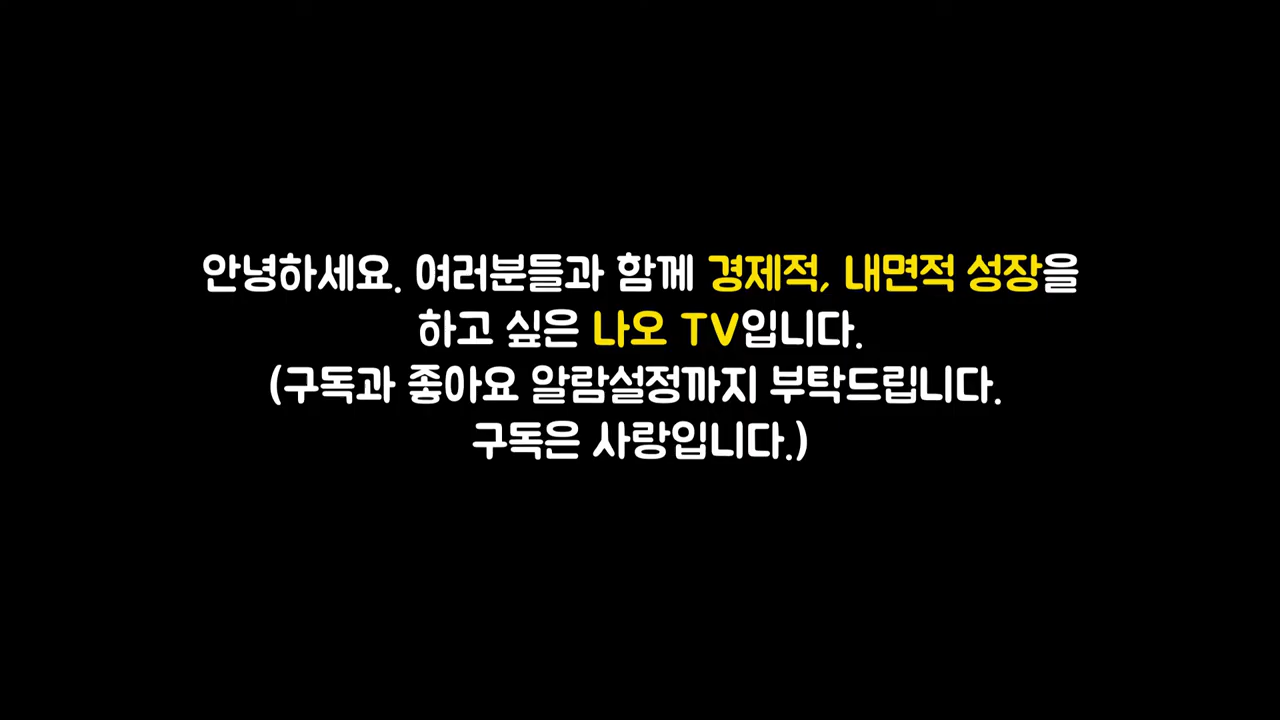 안녕하세요. 여러분들과 함께 경제적, 내면적 성장을
하고 싶은 나오 TV입니다.
(구독과 좋아요 알람설정까지 부탁드립니다.
구독은 사랑입니다.)